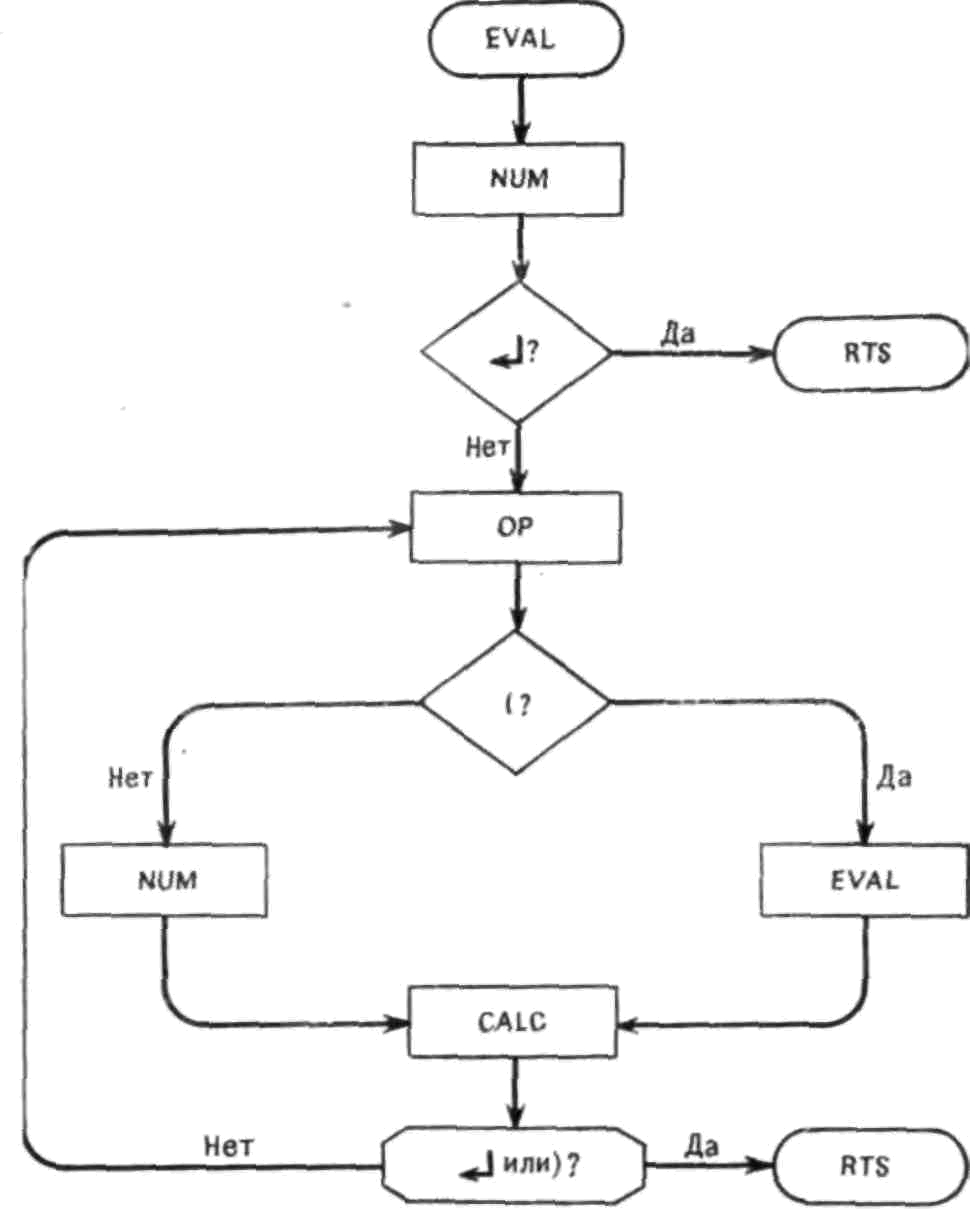 EVAL
NUM
↵?
Да
RTS
Нет
OP
(?
Нет
Да
NUM
EVAL
CALC
Нет
↵ или)?
Да
RTS